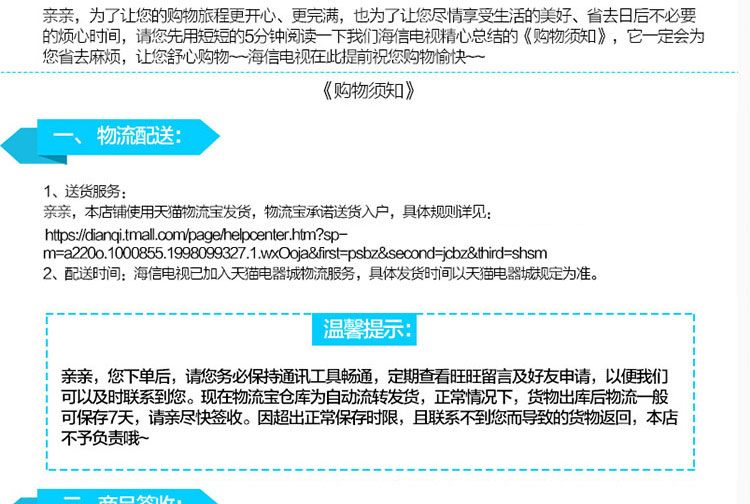 亲亲，为了让您的购物旅程更开心、更完满，也为了让您尽情享受生活的美好、省去日后不必要
的烦心时间，请您先用短短的5分钟阅读一下我们海信电视精心总结的《购物须知》，它一定会为
您省去麻烦，让您舒心购物~~海信电视在此提前祝您购物愉快~~
《购物须知》
一、 物流配送：
1、送货服务：
亲亲，本店铺使用天猫物流宝发货，物流宝承诺送货入户，具体规则详见：
https://dianqi.tmall.com/page/helpcenter.htm?sp-
m=a220o.1000855.1998099327.1.wxOoja&first=psbz&second=jcbz&third=shsm
2、配送时间：海信电视已加入天猫电器城物流服务，具体发货时间以天猫电器城规定为准。
温馨提示：
亲亲，您下单后，请您务必保持通讯工具畅通，定期查看旺旺留言及好友申请，以便我们
可以及时联系到您。现在物流宝仓库为自动流转发货，正常情况下，货物出库后物流一般
可保存7天，请亲尽快签收。因超出正常保存时限，且联系不到您而导致的货物返回，本店
不予负责哦~
二、商品签收：